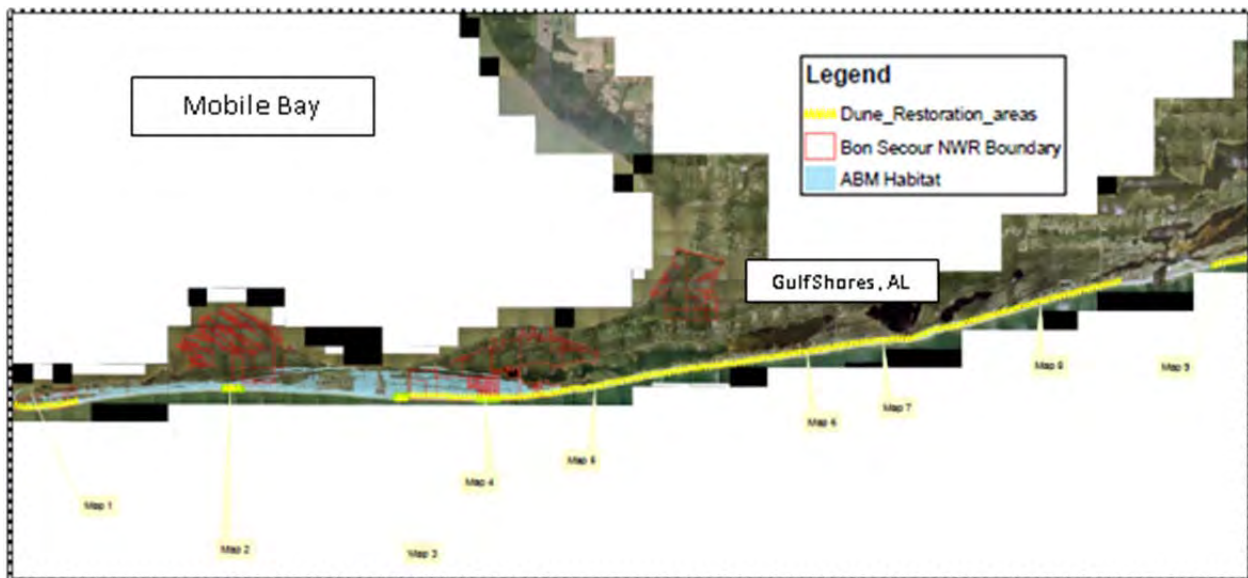 Mobile Bay
Legend
Dune_Restoration_areas
Bon Secour NWR Boundary
ABM Habitat
GulfShores, AL
Map 1
Map 2
Map 3
Map 4
Map 5
Map 6
Map 7
Map 8
Map 9